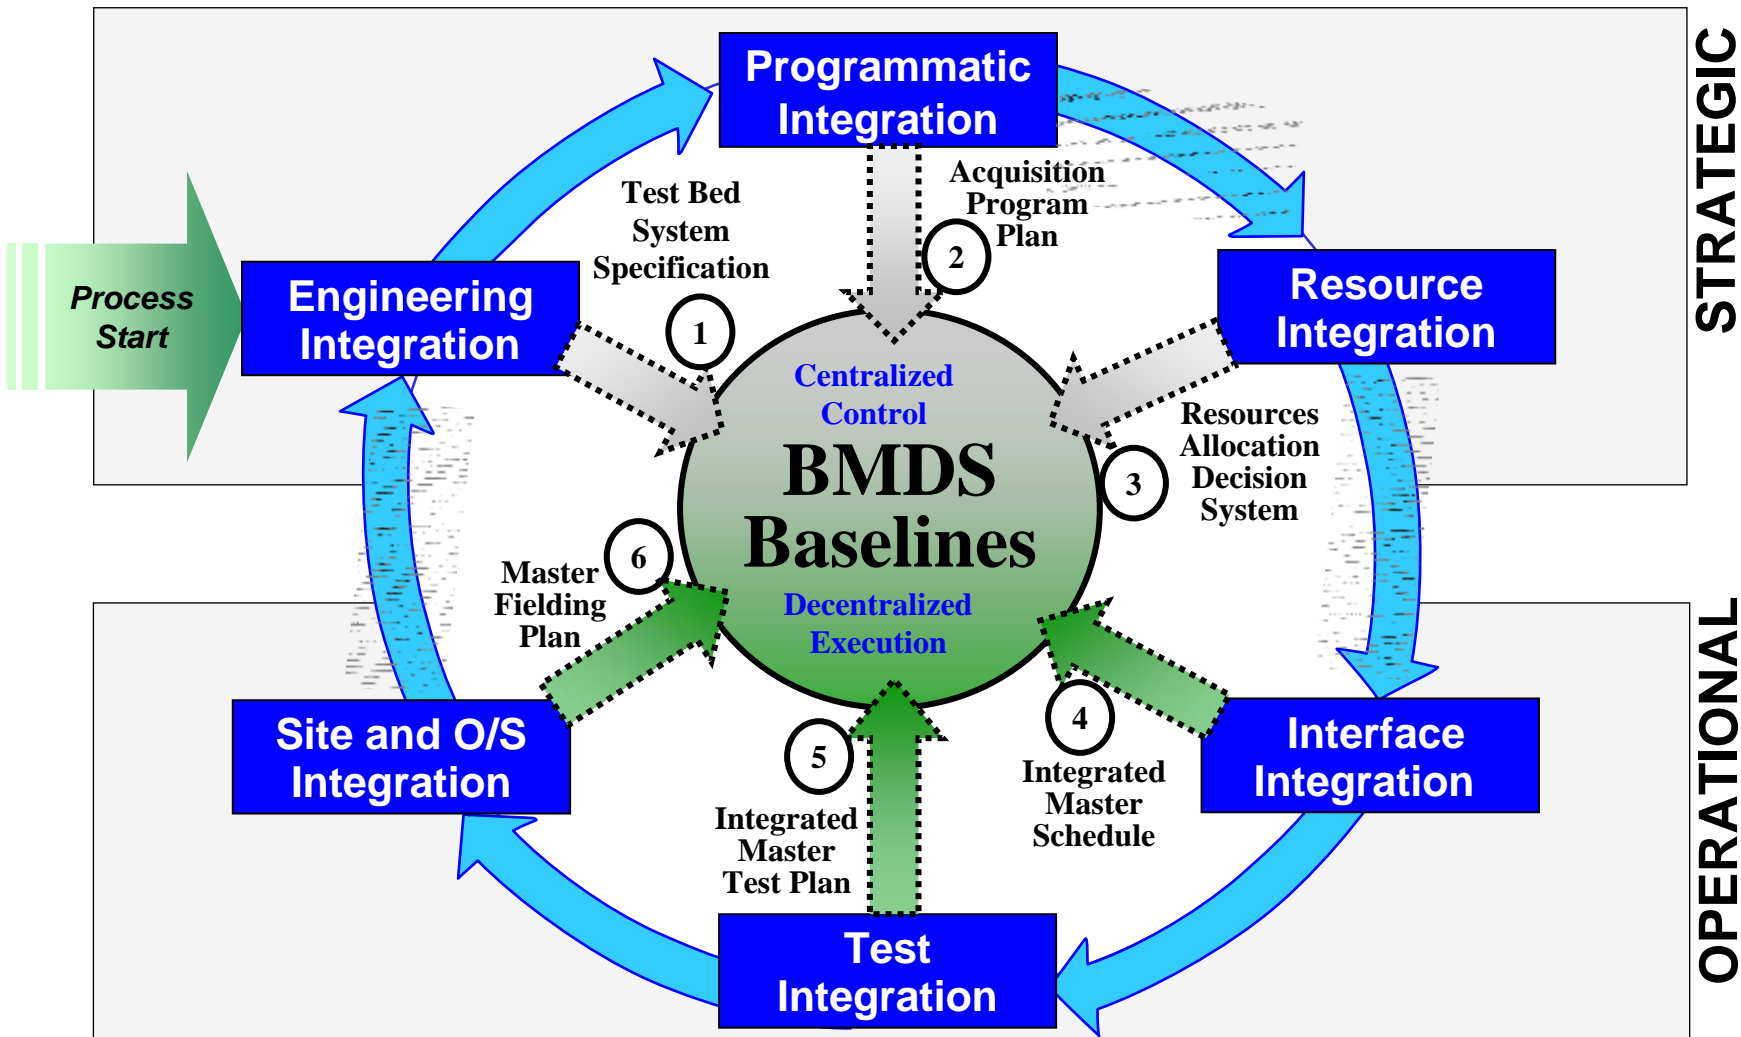 STRATEGIC
Programmatic
Integration
Test Bed
System
Specification
1
Acquisition
Program
Plan
2
Process
Start
Engineering
Integration
Resource
Integration
Resources
Allocation
Decision
System
3
Centralized
Control
BMDS
Baselines
Decentralized
Execution
6
Master
Fielding
Plan
OPERATIONAL
Site and O/S
Integration
5
Integrated
Master
Test Plan
4
Integrated
Master
Schedule
Interface
Integration
Test
Integration